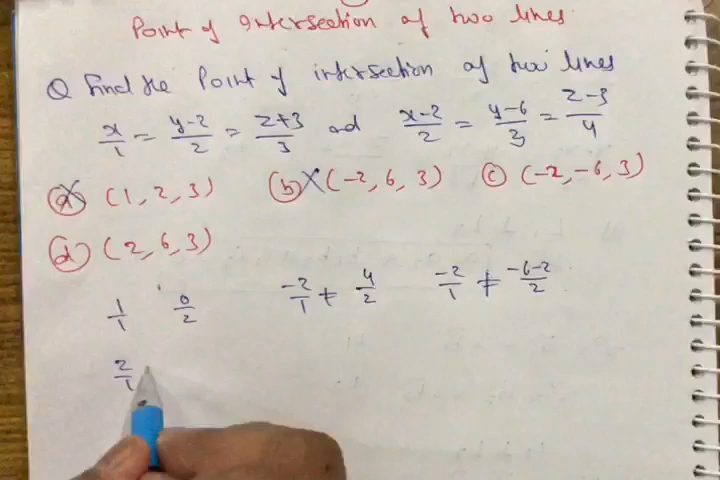 Point of Intersection of two lines
Q Find the Point of intersection of two lines
x/1 = y-2/2 = z+3/3 and x-2/2 = y-6/3 = z-3/4
(a) (1, 2, 3) (b) (-2, 6, 3) (c) (-2, -6, 3)
(d) (2, 6, 3)
1/1 0/2 -2/1 ≠ 4/2 -2/1 ≠ -6-2/2
2/1